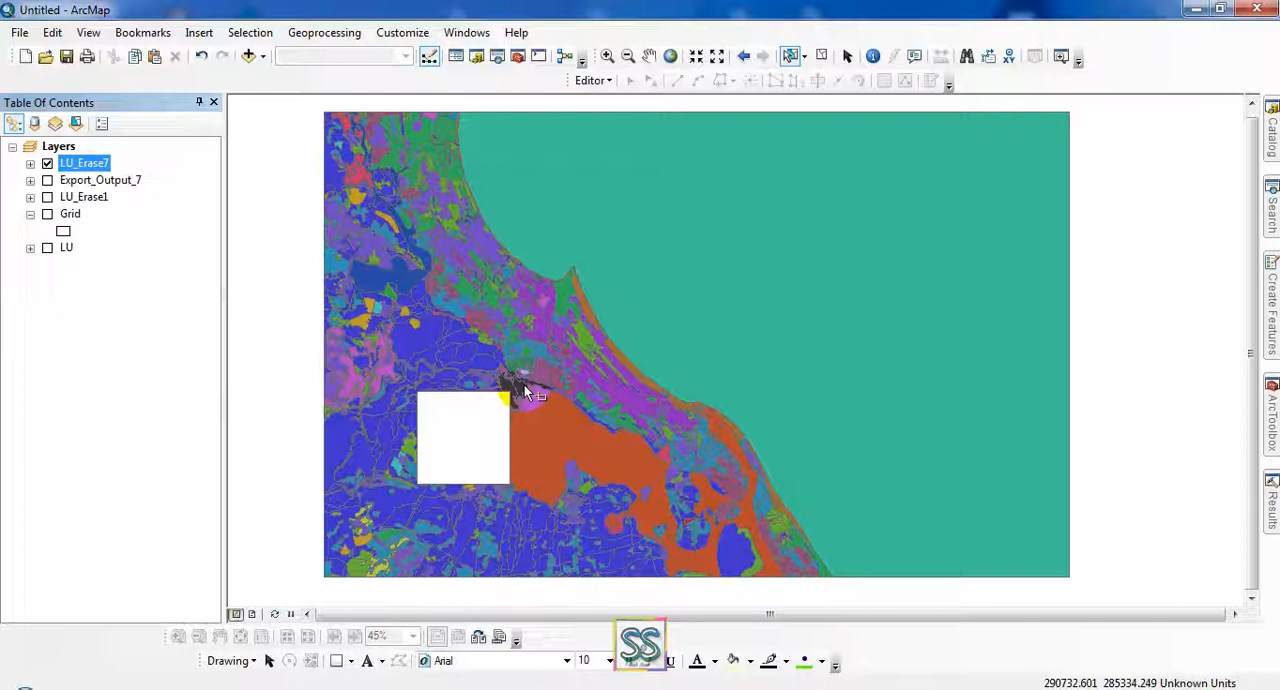 Untitled - ArcMap
File Edit View Bookmarks Insert Selection Geoprocessing Customize Windows Help
Editor
Table Of Contents
Layers
LU_Erase7
Export_Output_7
LU_Erase1
Grid
LU
Catalog
Search
Create Features
ArcToolbox
Results
45%
Drawing
Arial
10
U
A
SS
290732.601 285334.249 Unknown Units